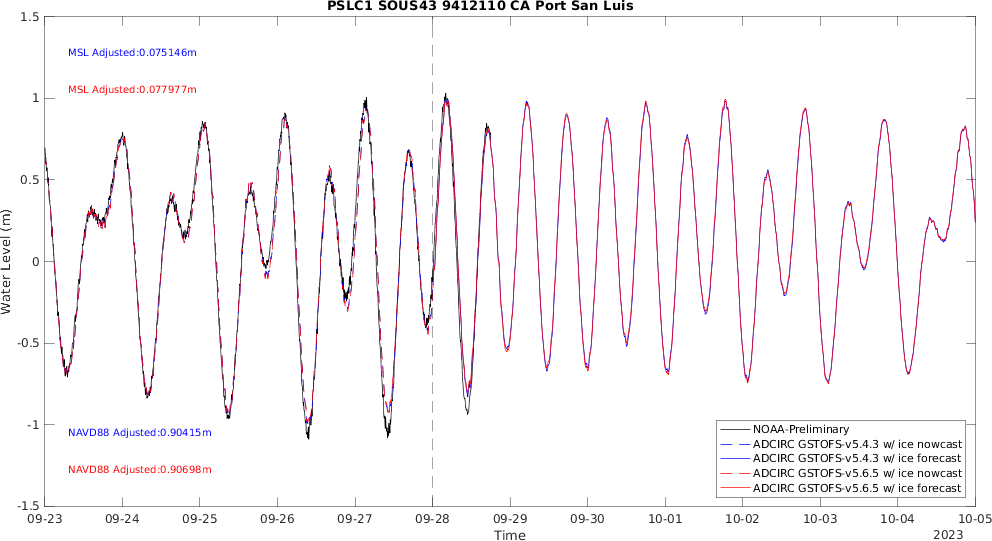 PSLC1 SOUS43 9412110 CA Port San Luis
1.5
MSL Adjusted:0.075146m
MSL Adjusted:0.077977m
1
0.5
0
-0.5
-1
-1.5
Water Level (m)
NAVD88 Adjusted:0.90415m
NAVD88 Adjusted:0.90698m
NOAA-Preliminary
ADCIRC GSTOFS-v5.4.3 w/ ice nowcast
ADCIRC GSTOFS-v5.4.3 w/ ice forecast
ADCIRC GSTOFS-v5.6.5 w/ ice nowcast
ADCIRC GSTOFS-v5.6.5 w/ ice forecast
09-23 09-24 09-25 09-26 09-27 09-28 09-29 09-30 10-01 10-02 10-03 10-04 10-05
Time
2023